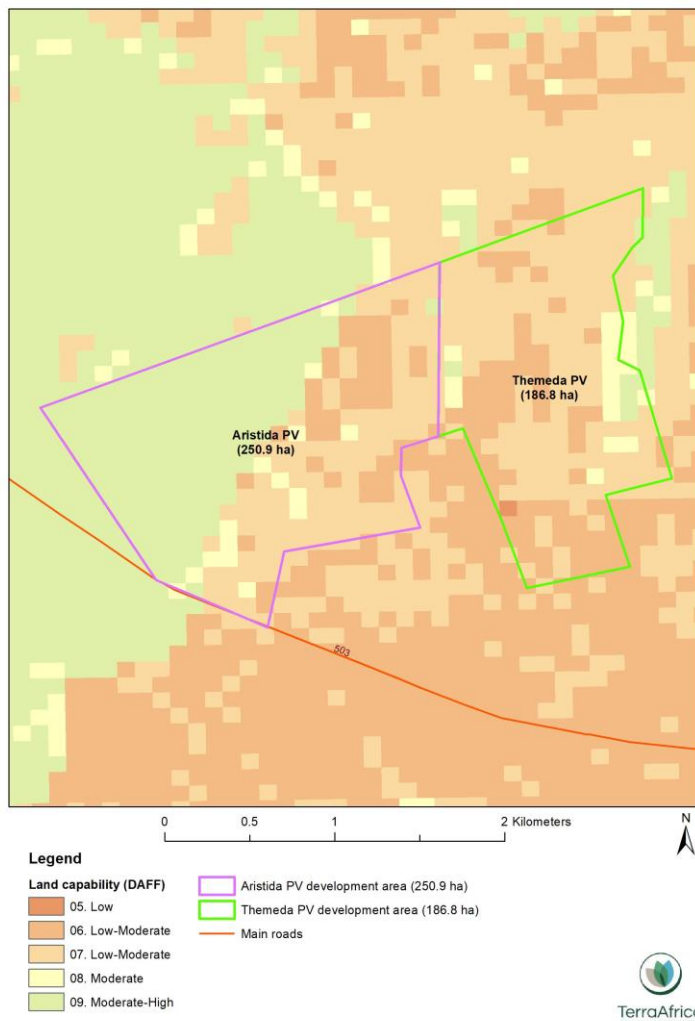 Themeda PV
(186.8 ha)
Aristida PV
(250.9 ha)
503
0 0.5 1 2 Kilometers
N
Legend
Land capability (DAFF)
05. Low
06. Low-Moderate
07. Low-Moderate
08. Moderate
09. Moderate-High
Aristida PV development area (250.9 ha)
Themeda PV development area (186.8 ha)
Main roads
TerraAfrica